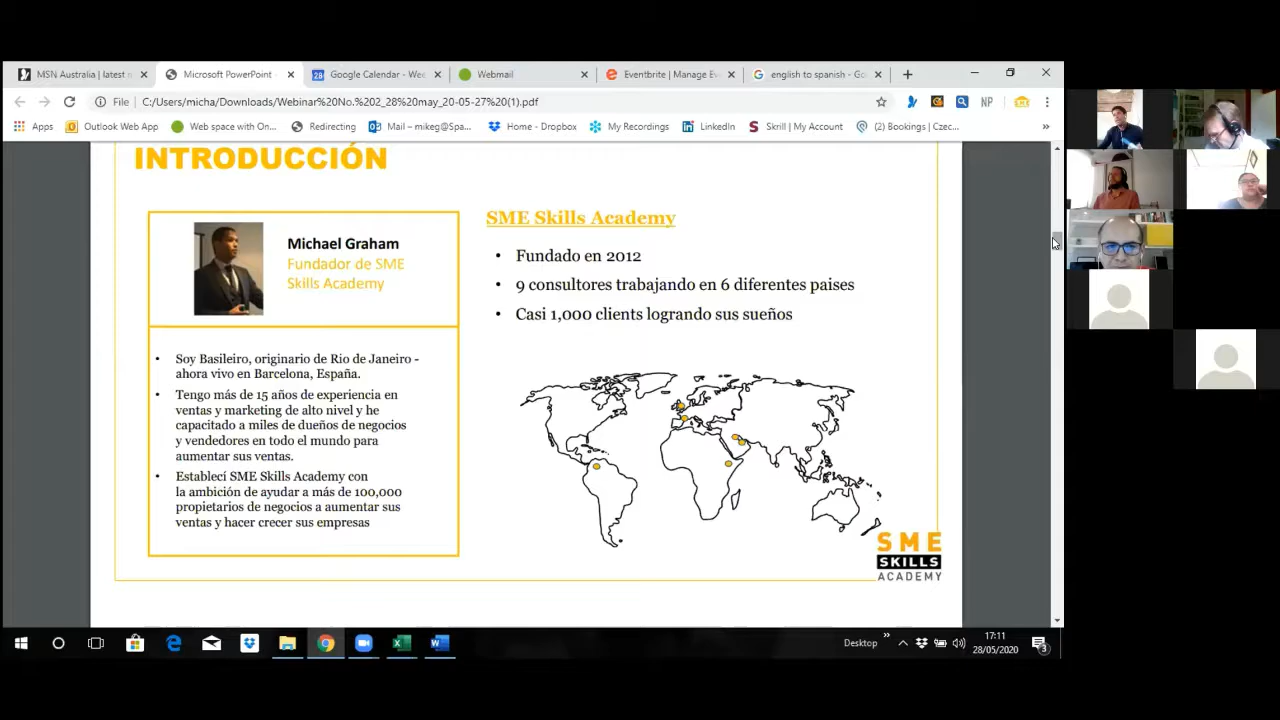 MSN Australia | latest n
Microsoft PowerPoint -
Google Calendar - Wee
Webmail
Eventbrite | Manage Ev
english to spanish - Go
File
C:/Users/micha/Downloads/Webinar%20No.%202_28%20may_20-05-27%20(1).pdf
NP
Apps
Outlook Web App
Web space with On...
Redirecting
Mail – mikeg@Spa...
Home - Dropbox
My Recordings
LinkedIn
Skrill | My Account
(2) Bookings | Czec...
»
INTRODUCCIÓN
Michael Graham
Fundador de SME
Skills Academy
• Soy Basileiro, originario de Rio de Janeiro -
ahora vivo en Barcelona, España.
• Tengo más de 15 años de experiencia en
ventas y marketing de alto nivel y he
capacitado a miles de dueños de negocios
y vendedores en todo el mundo para
aumentar sus ventas.
• Establecí SME Skills Academy con
la ambición de ayudar a más de 100,000
propietarios de negocios a aumentar sus
ventas y hacer crecer sus empresas
SME Skills Academy
• Fundado en 2012
• 9 consultores trabajando en 6 diferentes paises
• Casi 1,000 clients logrando sus sueños
SME
SKILLS
ACADEMY
Desktop
»
17:11
28/05/2020
3